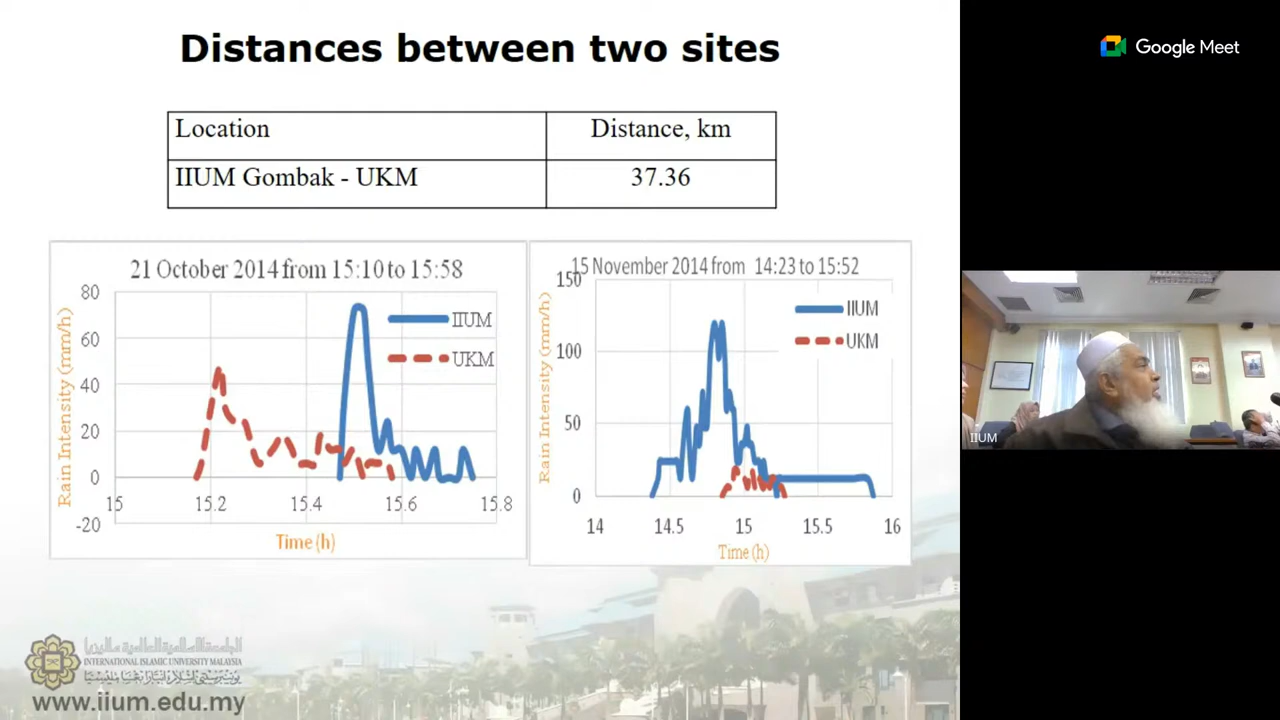 Distances between two sites
Location
Distance, km
IIUM Gombak - UKM
37.36
21 October 2014 from 15:10 to 15:58
80
60
40
20
0
-20
Rain Intensity (mm/h)
IIUM
UKM
15
15.2
15.4
15.6
15.8
Time (h)
15 November 2014 from 14:23 to 15:52
150
100
50
0
Rain Intensity (mm/h)
IIUM
UKM
14
14.5
15
15.5
16
Time (h)
الجامعة الإسلامية العالمية ماليزيا
INTERNATIONAL ISLAMIC UNIVERSITY MALAYSIA
www.iium.edu.my
Google Meet
IIUM